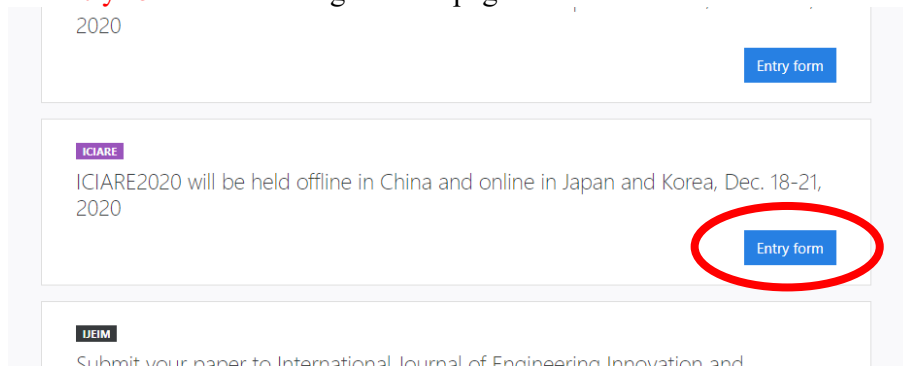 2020
Entry form
ICIARE
ICIARE2020 will be held offline in China and online in Japan and Korea, Dec. 18-21,
2020
Entry form
IJEIM
Submit your paper to International Journal of Engineering Innovation and